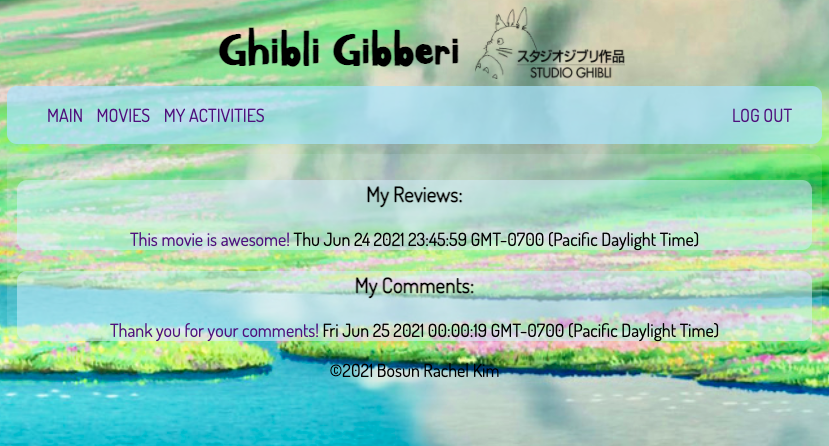 Ghibli Gibberi
スタジオジブリ作品
STUDIO GHIBLI
MAIN MOVIES MY ACTIVITIES LOG OUT
My Reviews:
This movie is awesome! Thu Jun 24 2021 23:45:59 GMT-0700 (Pacific Daylight Time)
My Comments:
Thank you for your comments! Fri Jun 25 2021 00:00:19 GMT-0700 (Pacific Daylight Time)
©2021 Bosun Rachel Kim